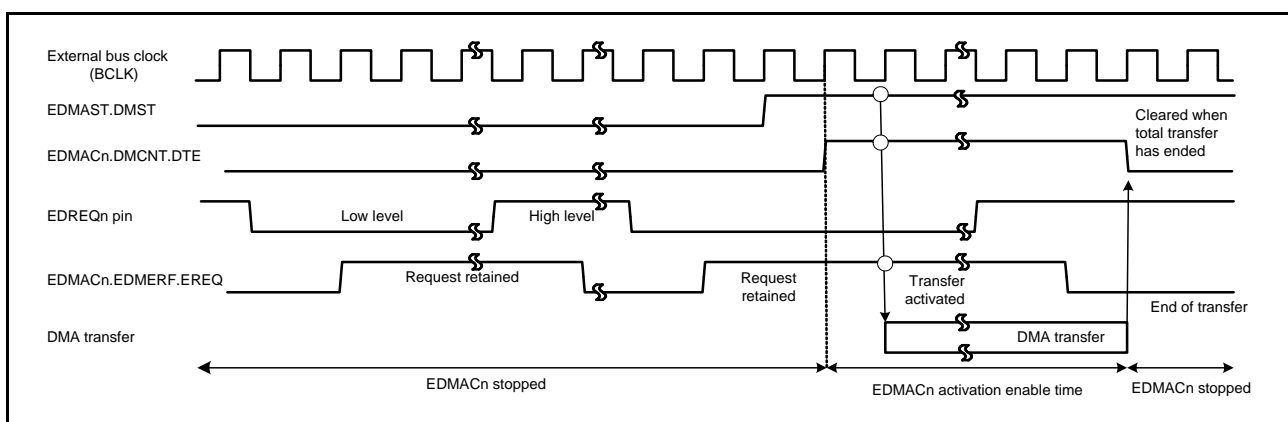 External bus clock
(BCLK)
EDMAST.DMST
Cleared when
total transfer
has ended
EDMACn.DMCNT.DTE
EDREQn pin
Low level
High level
EDMACn.EDMERF.EREQ
Request retained
Request
retained
Transfer
activated
End of transfer
DMA transfer
DMA transfer
EDMACn stopped
EDMACn activation enable time
EDMACn stopped